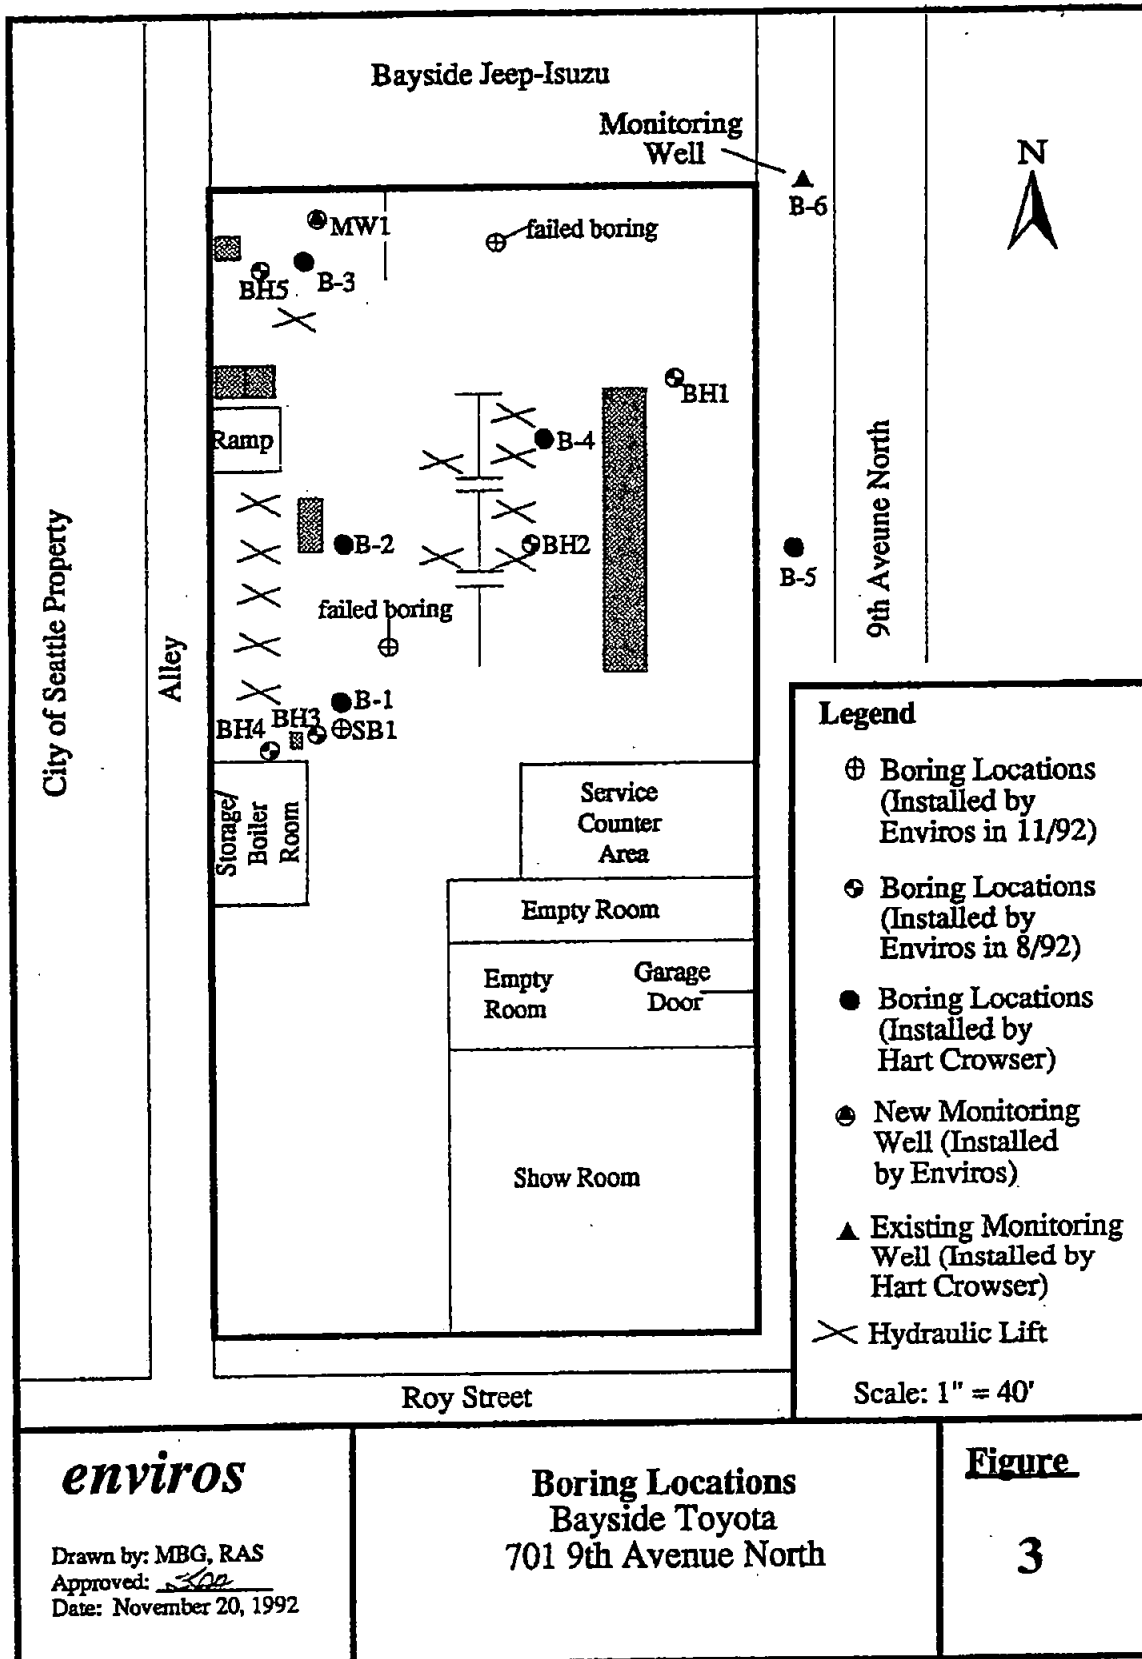 Bayside Jeep-Isuzu
Monitoring
Well
N
B-6
MW1
failed boring
B-3
BH5
BH1
B-4
Ramp
B-2
BH2
B-5
failed boring
9th Aveune North
City of Seattle Property
Alley
B-1
BH3
BH4
SB1
Storage/
Boiler
Room
Service
Counter
Area
Empty Room
Empty
Room
Garage
Door
Show Room
Roy Street
Legend
Boring Locations
(Installed by
Enviros in 11/92)
Boring Locations
(Installed by
Enviros in 8/92)
Boring Locations
(Installed by
Hart Crowser)
New Monitoring
Well (Installed
by Enviros)
Existing Monitoring
Well (Installed by
Hart Crowser)
Hydraulic Lift
Scale: 1" = 40'
enviros
Drawn by: MBG, RAS
Approved:
Date: November 20, 1992
Boring Locations
Bayside Toyota
701 9th Avenue North
Figure
3